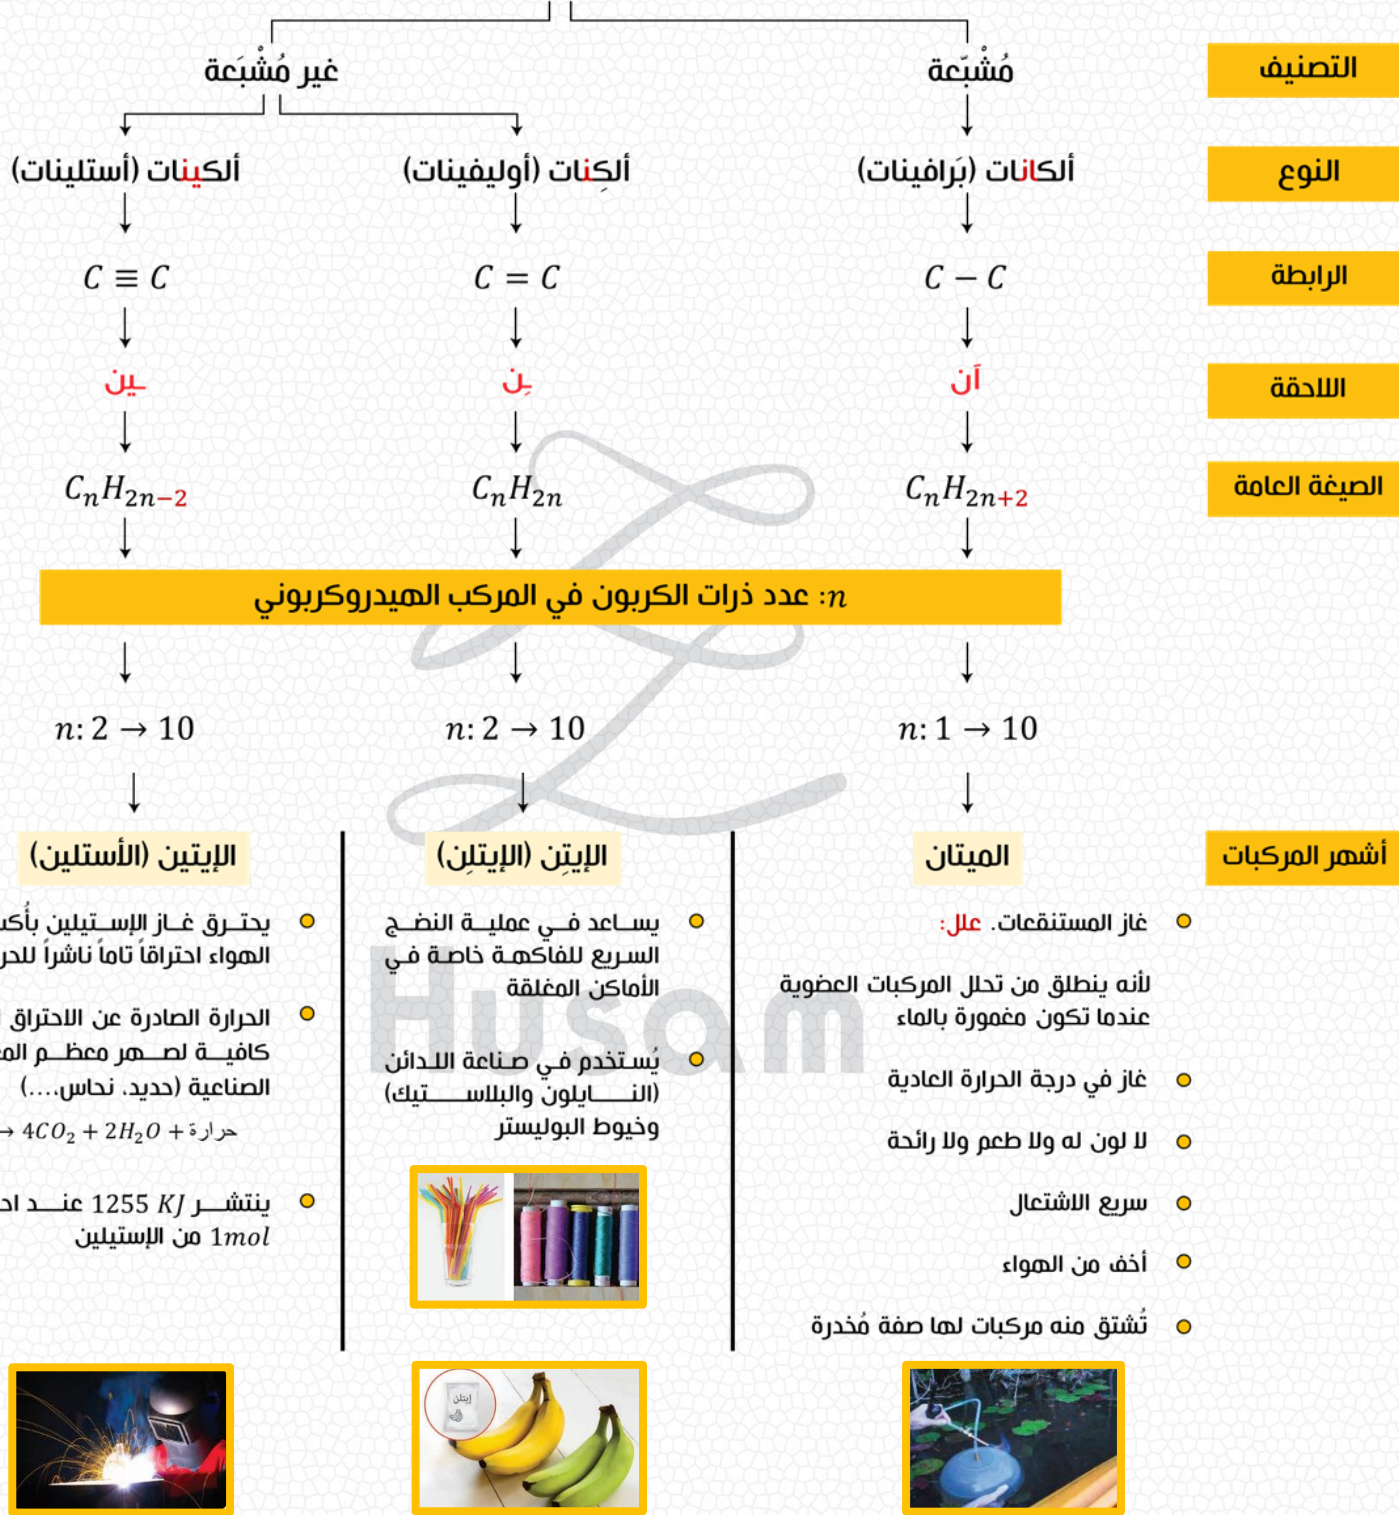 التصنيف
مُشْبّعة
غير مُشْبَعة
النوع
ألكانات (بَرافينات)
ألكِنات (أوليفينات)
ألكينات (أستلينات)
الرابطة
C − C
C = C
C ≡ C
اللاحقة
آن
ـِن
ـين
الصيغة العامة
CₙH₂ₙ₊₂
CₙH₂ₙ
CₙH₂ₙ₋₂
n: عدد ذرات الكربون في المركب الهيدروكربوني
n: 1 → 10
n: 2 → 10
n: 2 → 10
أشهر المركبات
الميتان
غاز المستنقعات. علل:
لأنه ينطلق من تحلل المركبات العضوية
عندما تكون مغمورة بالماء
غاز في درجة الحرارة العادية
لا لون له ولا طعم ولا رائحة
سريع الاشتعال
أخف من الهواء
تُشتق منه مركبات لها صفة مُخدرة
الإيتِن (الإيتلِن)
يساعد في عملية النضج
السريع للفاكهة خاصة في
الأماكن المغلقة
يُستخدم في صناعة اللدائن
(النايلون والبلاستيك)
وخيوط البوليستر
إيتلن
الإيتين (الأستلين)
يحترق غاز الإستيلين
الهواء احتراقاً تاماً ناشراً
الحرارة الصادرة عن الاحتراق
كافية لصهر معظم
الصناعية (حديد، نحاس،...)
→ 4CO₂ + 2H₂O + حرارة
ينتشر 1255 KJ عند
1mol من الإستيلين
Husam